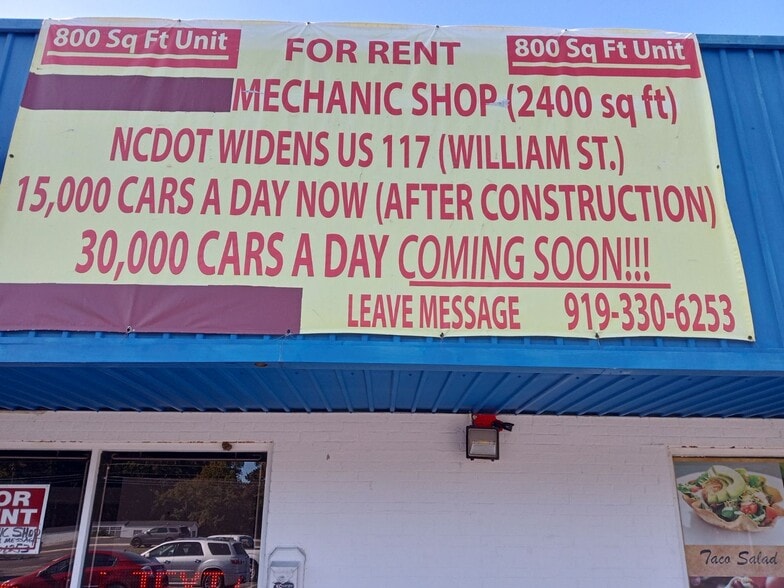 800 Sq Ft Unit FOR RENT 800 Sq Ft Unit
MECHANIC SHOP (2400 sq ft)
NCDOT WIDENS US 117 (WILLIAM ST.)
15,000 CARS A DAY NOW (AFTER CONSTRUCTION)
30,000 CARS A DAY COMING SOON!!!
LEAVE MESSAGE 919-330-6253
OR
NT
SHOP
Taco Salad